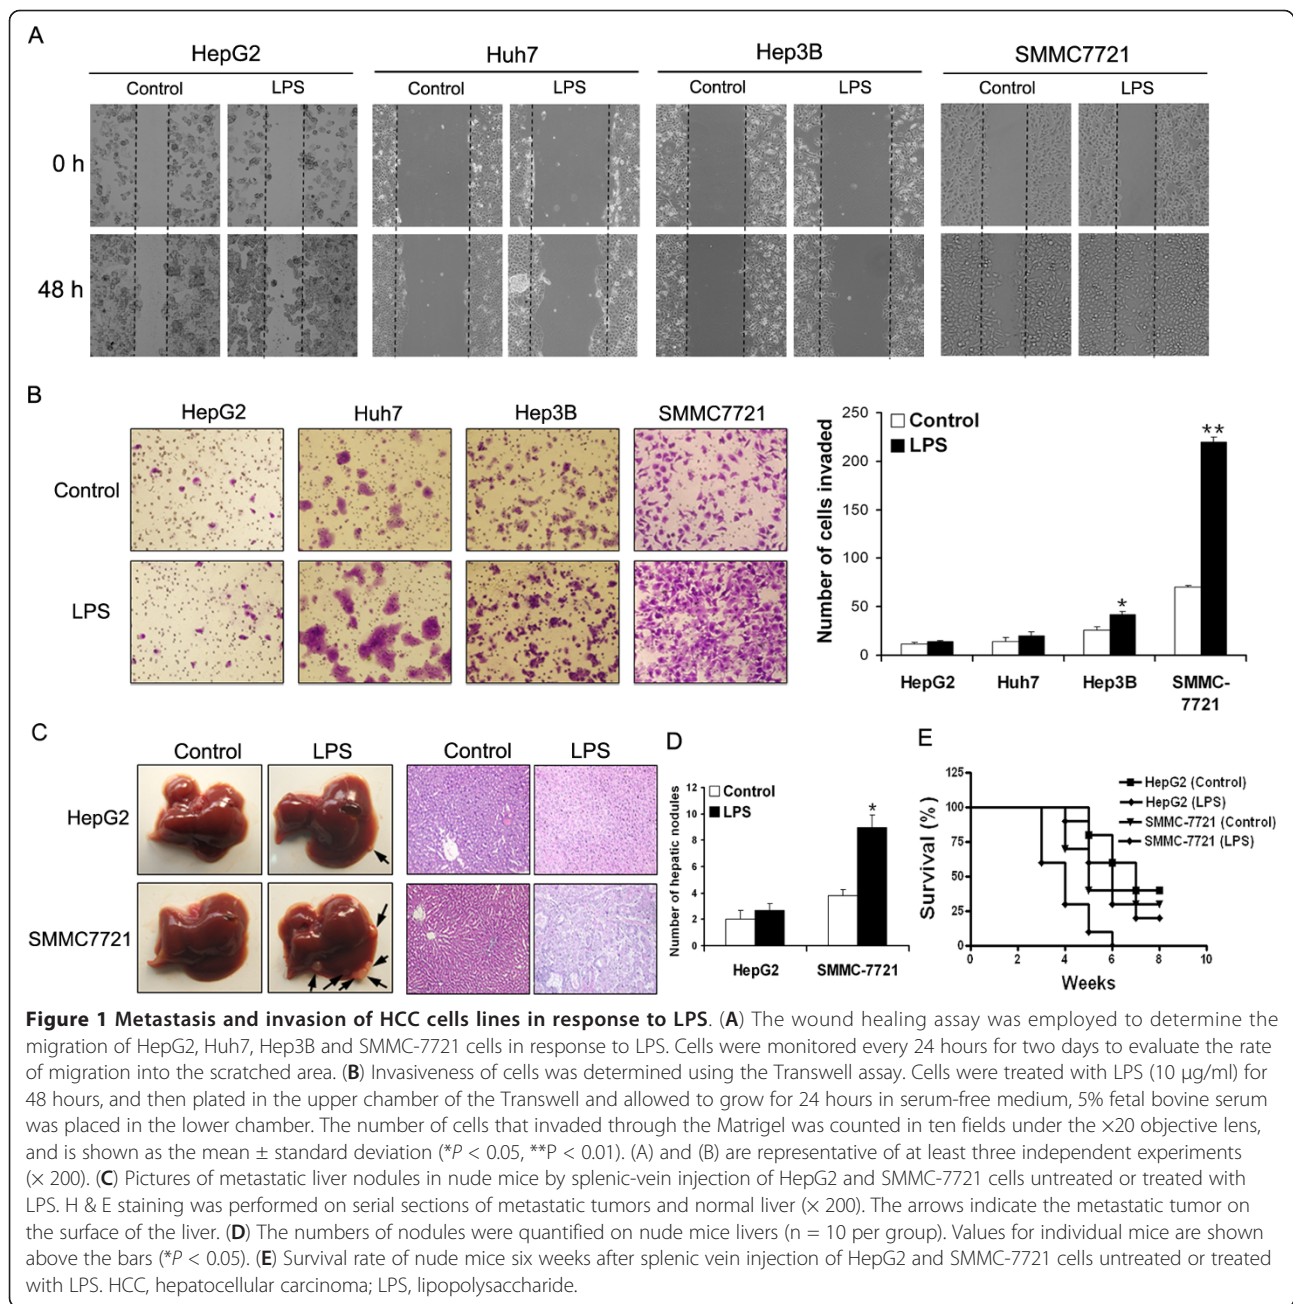 A
HepG2
Huh7
Hep3B
SMMC7721
Control
LPS
Control
LPS
Control
LPS
Control
LPS
0 h
48 h
B
HepG2
Huh7
Hep3B
SMMC7721
Control
LPS
Number of cells invaded
250
200
150
100
50
0
Control
LPS
*
**
HepG2
Huh7
Hep3B
SMMC-
7721
C
Control
LPS
Control
LPS
HepG2
SMMC7721
D
Number of hepatic nodules
12
10
8
6
4
2
0
Control
LPS
*
HepG2
SMMC-7721
E
Survival (%)
125
100
75
50
25
0
HepG2 (Control)
HepG2 (LPS)
SMMC-7721 (Control)
SMMC-7721 (LPS)
0
2
4
6
8
10
Weeks
Figure 1 Metastasis and invasion of HCC cells lines in response to LPS. (A) The wound healing assay was employed to determine the
migration of HepG2, Huh7, Hep3B and SMMC-7721 cells in response to LPS. Cells were monitored every 24 hours for two days to evaluate the rate
of migration into the scratched area. (B) Invasiveness of cells was determined using the Transwell assay. Cells were treated with LPS (10 μg/ml) for
48 hours, and then plated in the upper chamber of the Transwell and allowed to grow for 24 hours in serum-free medium, 5% fetal bovine serum
was placed in the lower chamber. The number of cells that invaded through the Matrigel was counted in ten fields under the ×20 objective lens,
and is shown as the mean ± standard deviation (*P < 0.05, **P < 0.01). (A) and (B) are representative of at least three independent experiments
(× 200). (C) Pictures of metastatic liver nodules in nude mice by splenic-vein injection of HepG2 and SMMC-7721 cells untreated or treated with
LPS. H & E staining was performed on serial sections of metastatic tumors and normal liver (× 200). The arrows indicate the metastatic tumor on
the surface of the liver. (D) The numbers of nodules were quantified on nude mice livers (n = 10 per group). Values for individual mice are shown
above the bars (*P < 0.05). (E) Survival rate of nude mice six weeks after splenic vein injection of HepG2 and SMMC-7721 cells untreated or treated
with LPS. HCC, hepatocellular carcinoma; LPS, lipopolysaccharide.